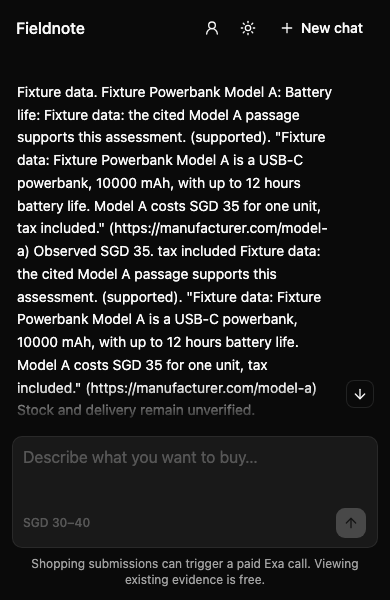 Fieldnote
New chat
Fixture data. Fixture Powerbank Model A: Battery
life: Fixture data: the cited Model A passage
supports this assessment. (supported). "Fixture
data: Fixture Powerbank Model A is a USB-C
powerbank, 10000 mAh, with up to 12 hours
battery life. Model A costs SGD 35 for one unit,
tax included." (https://manufacturer.com/model-
a) Observed SGD 35. tax included Fixture data:
the cited Model A passage supports this
assessment. (supported). "Fixture data: Fixture
Powerbank Model A is a USB-C powerbank,
10000 mAh, with up to 12 hours battery life.
Model A costs SGD 35 for one unit, tax
included." (https://manufacturer.com/model-a)
Stock and delivery remain unverified.
Describe what you want to buy...
SGD 30–40
Shopping submissions can trigger a paid Exa call. Viewing
existing evidence is free.